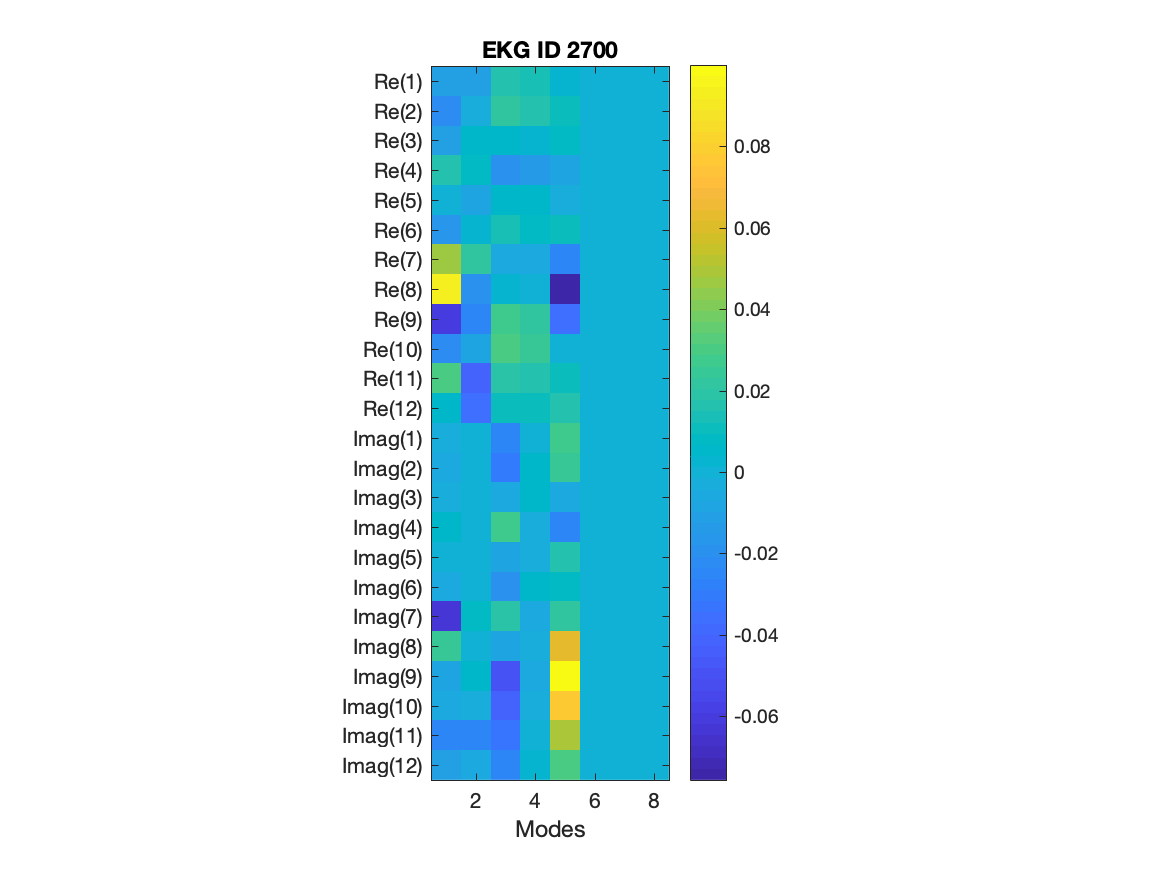 EKG ID 2700
Re(1)
Re(2)
Re(3)
Re(4)
Re(5)
Re(6)
Re(7)
Re(8)
Re(9)
Re(10)
Re(11)
Re(12)
Imag(1)
Imag(2)
Imag(3)
Imag(4)
Imag(5)
Imag(6)
Imag(7)
Imag(8)
Imag(9)
Imag(10)
Imag(11)
Imag(12)
2 4 6 8
Modes
0.08
0.06
0.04
0.02
0
-0.02
-0.04
-0.06